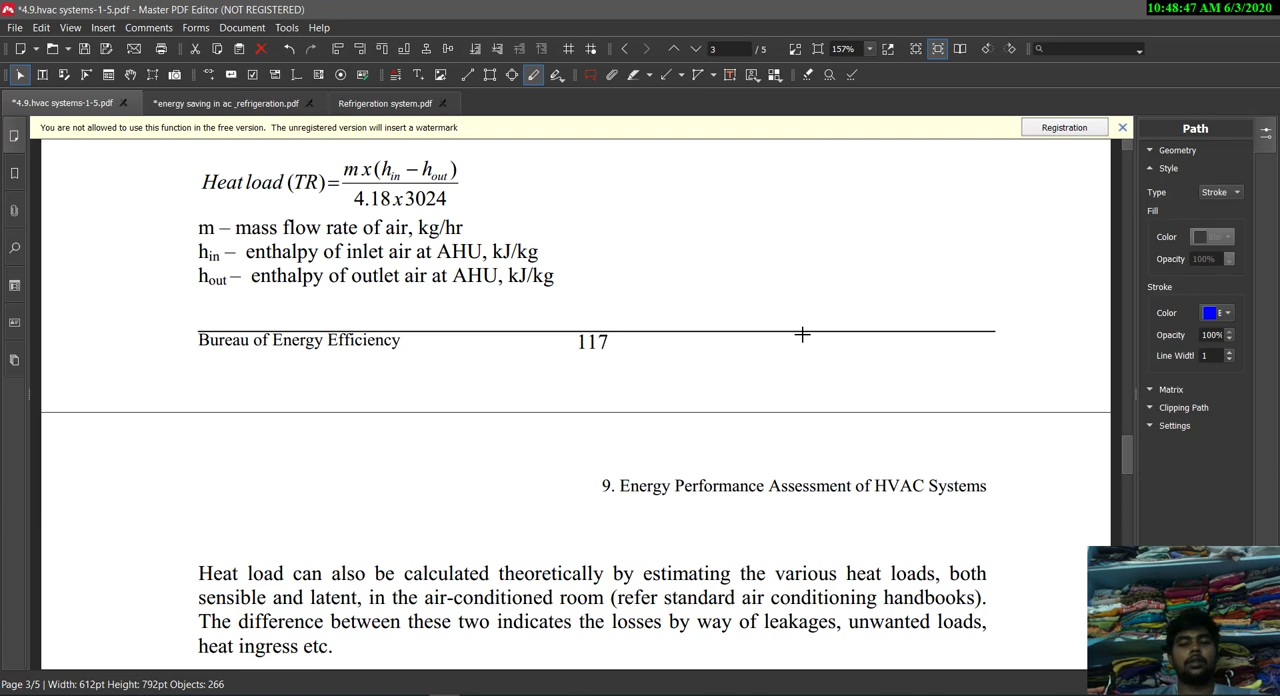 *4.9.hvac systems-1-5.pdf - Master PDF Editor (NOT REGISTERED)
10:48:47 AM 6/3/2020
File Edit View Insert Comments Forms Document Tools Help
3 / 5 157%
*4.9.hvac systems-1-5.pdf *energy saving in ac _refrigeration.pdf Refrigeration system.pdf
You are not allowed to use this function in the free version. The unregistered version will insert a watermark
Registration
Path
Geometry
Style
Type Stroke
Fill
Color
Opacity 100%
Stroke
Color
Opacity 100%
Line Widtl 1
Matrix
Clipping Path
Settings
Heat load (TR) = m x (hin – hout) / 4.18 x 3024
m – mass flow rate of air, kg/hr
hin – enthalpy of inlet air at AHU, kJ/kg
hout – enthalpy of outlet air at AHU, kJ/kg
Bureau of Energy Efficiency 117
9. Energy Performance Assessment of HVAC Systems
Heat load can also be calculated theoretically by estimating the various heat loads, both
sensible and latent, in the air-conditioned room (refer standard air conditioning handbooks).
The difference between these two indicates the losses by way of leakages, unwanted loads,
heat ingress etc.
Page 3/5 | Width: 612pt Height: 792pt Objects: 266